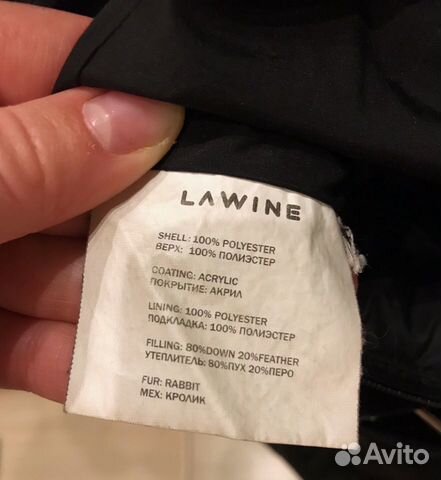 LAWINE
SHELL: 100% POLYESTER
ВЕРХ: 100% ПОЛИЭСТЕР
COATING: ACRYLIC
ПОКРЫТИЕ: АКРИЛ
LINING: 100% POLYESTER
ПОДКЛАДКА: 100% ПОЛИЭСТЕР
FILLING: 80%DOWN 20%FEATHER
УТЕПЛИТЕЛЬ: 80%ПУХ 20%ПЕРО
FUR: RABBIT
МЕХ: КРОЛИК
Avito